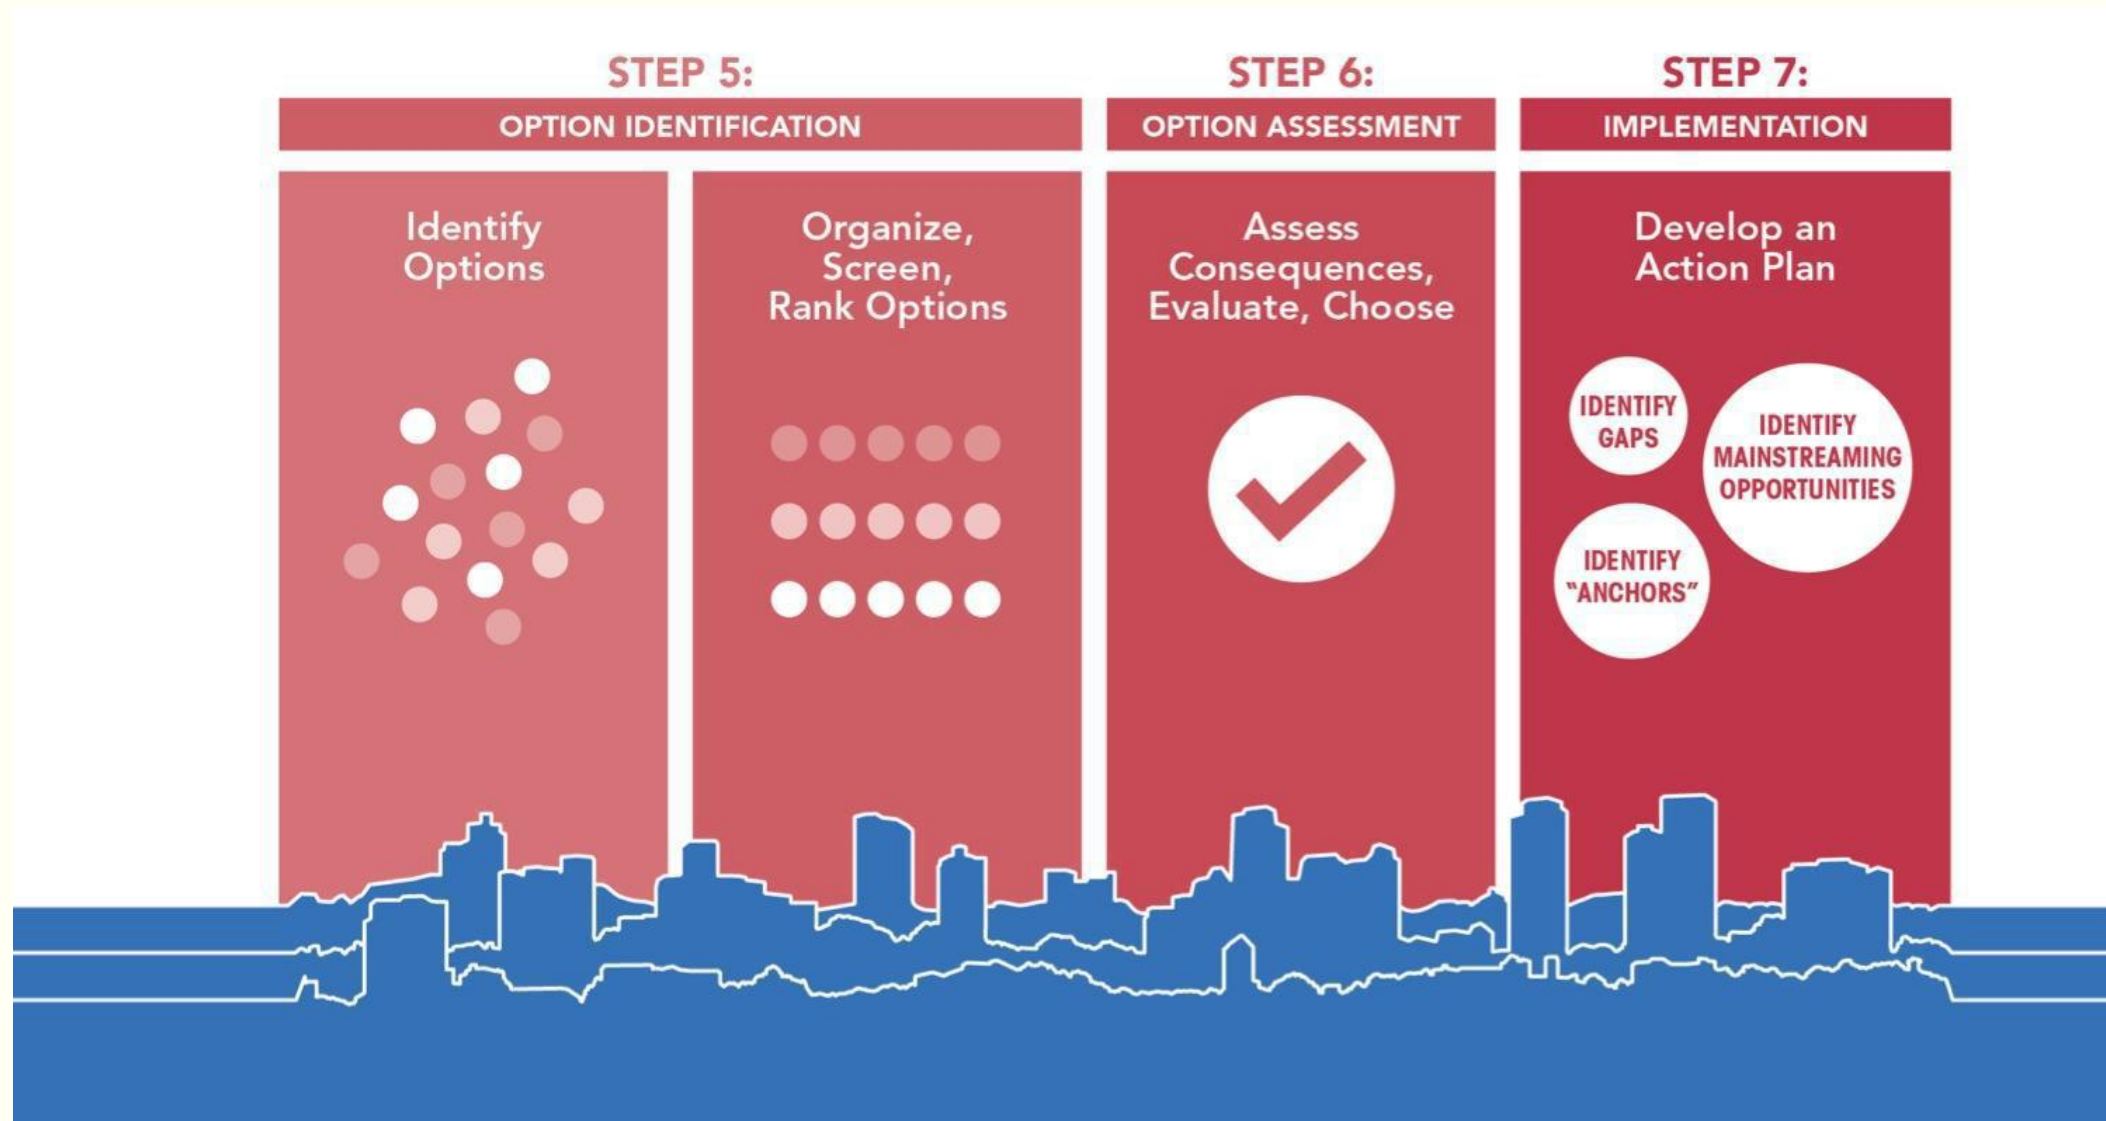 STEP 5:
OPTION IDENTIFICATION
Identify
Options
Organize,
Screen,
Rank Options
STEP 6:
OPTION ASSESSMENT
Assess
Consequences,
Evaluate, Choose
STEP 7:
IMPLEMENTATION
Develop an
Action Plan
IDENTIFY
GAPS
IDENTIFY
MAINSTREAMING
OPPORTUNITIES
IDENTIFY
"ANCHORS"